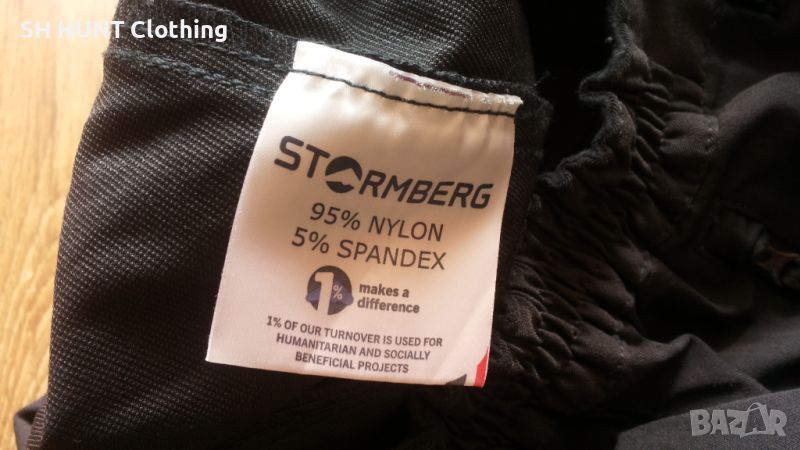 SH HUNT Clothing
STORMBERG
95% NYLON
5% SPANDEX
1% makes a
difference
1% OF OUR TURNOVER IS USED FOR
HUMANITARIAN AND SOCIALLY
BENEFICIAL PROJECTS
BAZAR